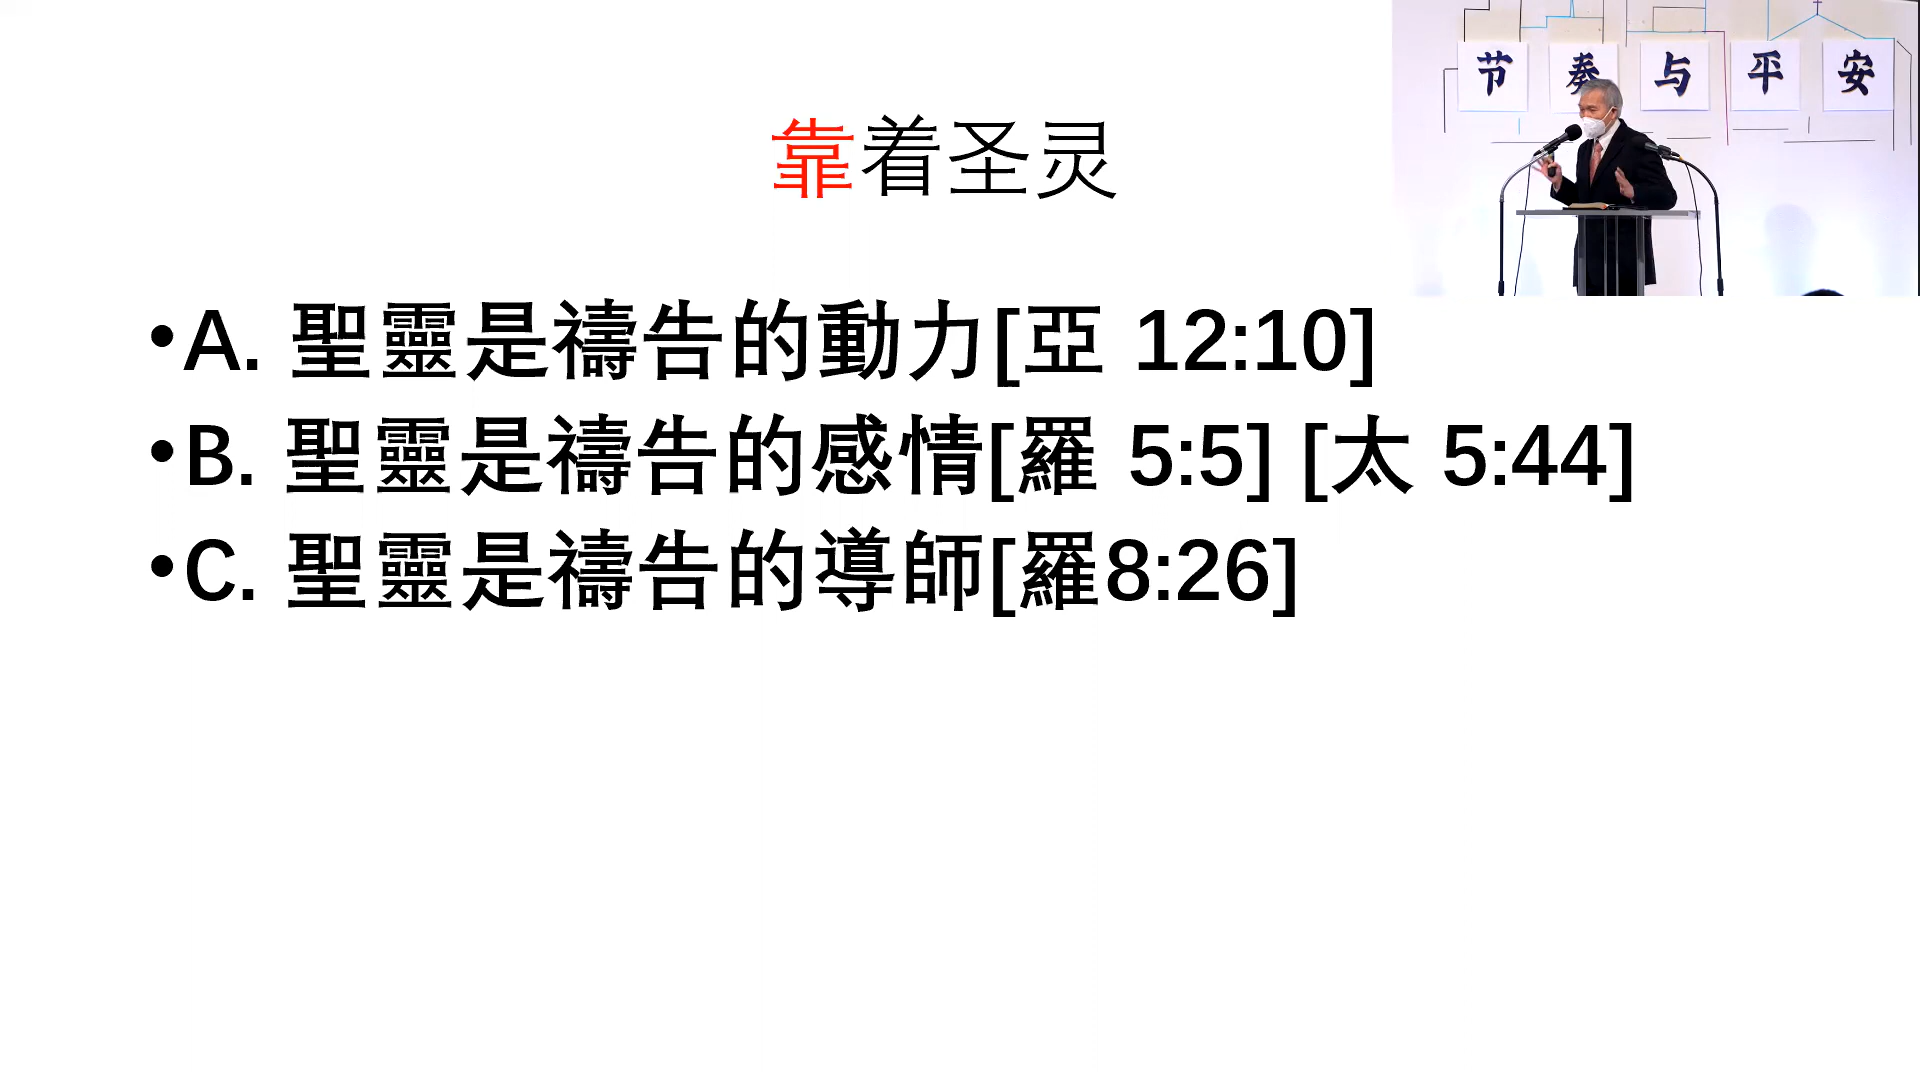 节奏与平安
靠着圣灵
•A. 聖靈是禱告的動力[亞 12:10]
•B. 聖靈是禱告的感情[羅 5:5] [太 5:44]
•C. 聖靈是禱告的導師[羅8:26]